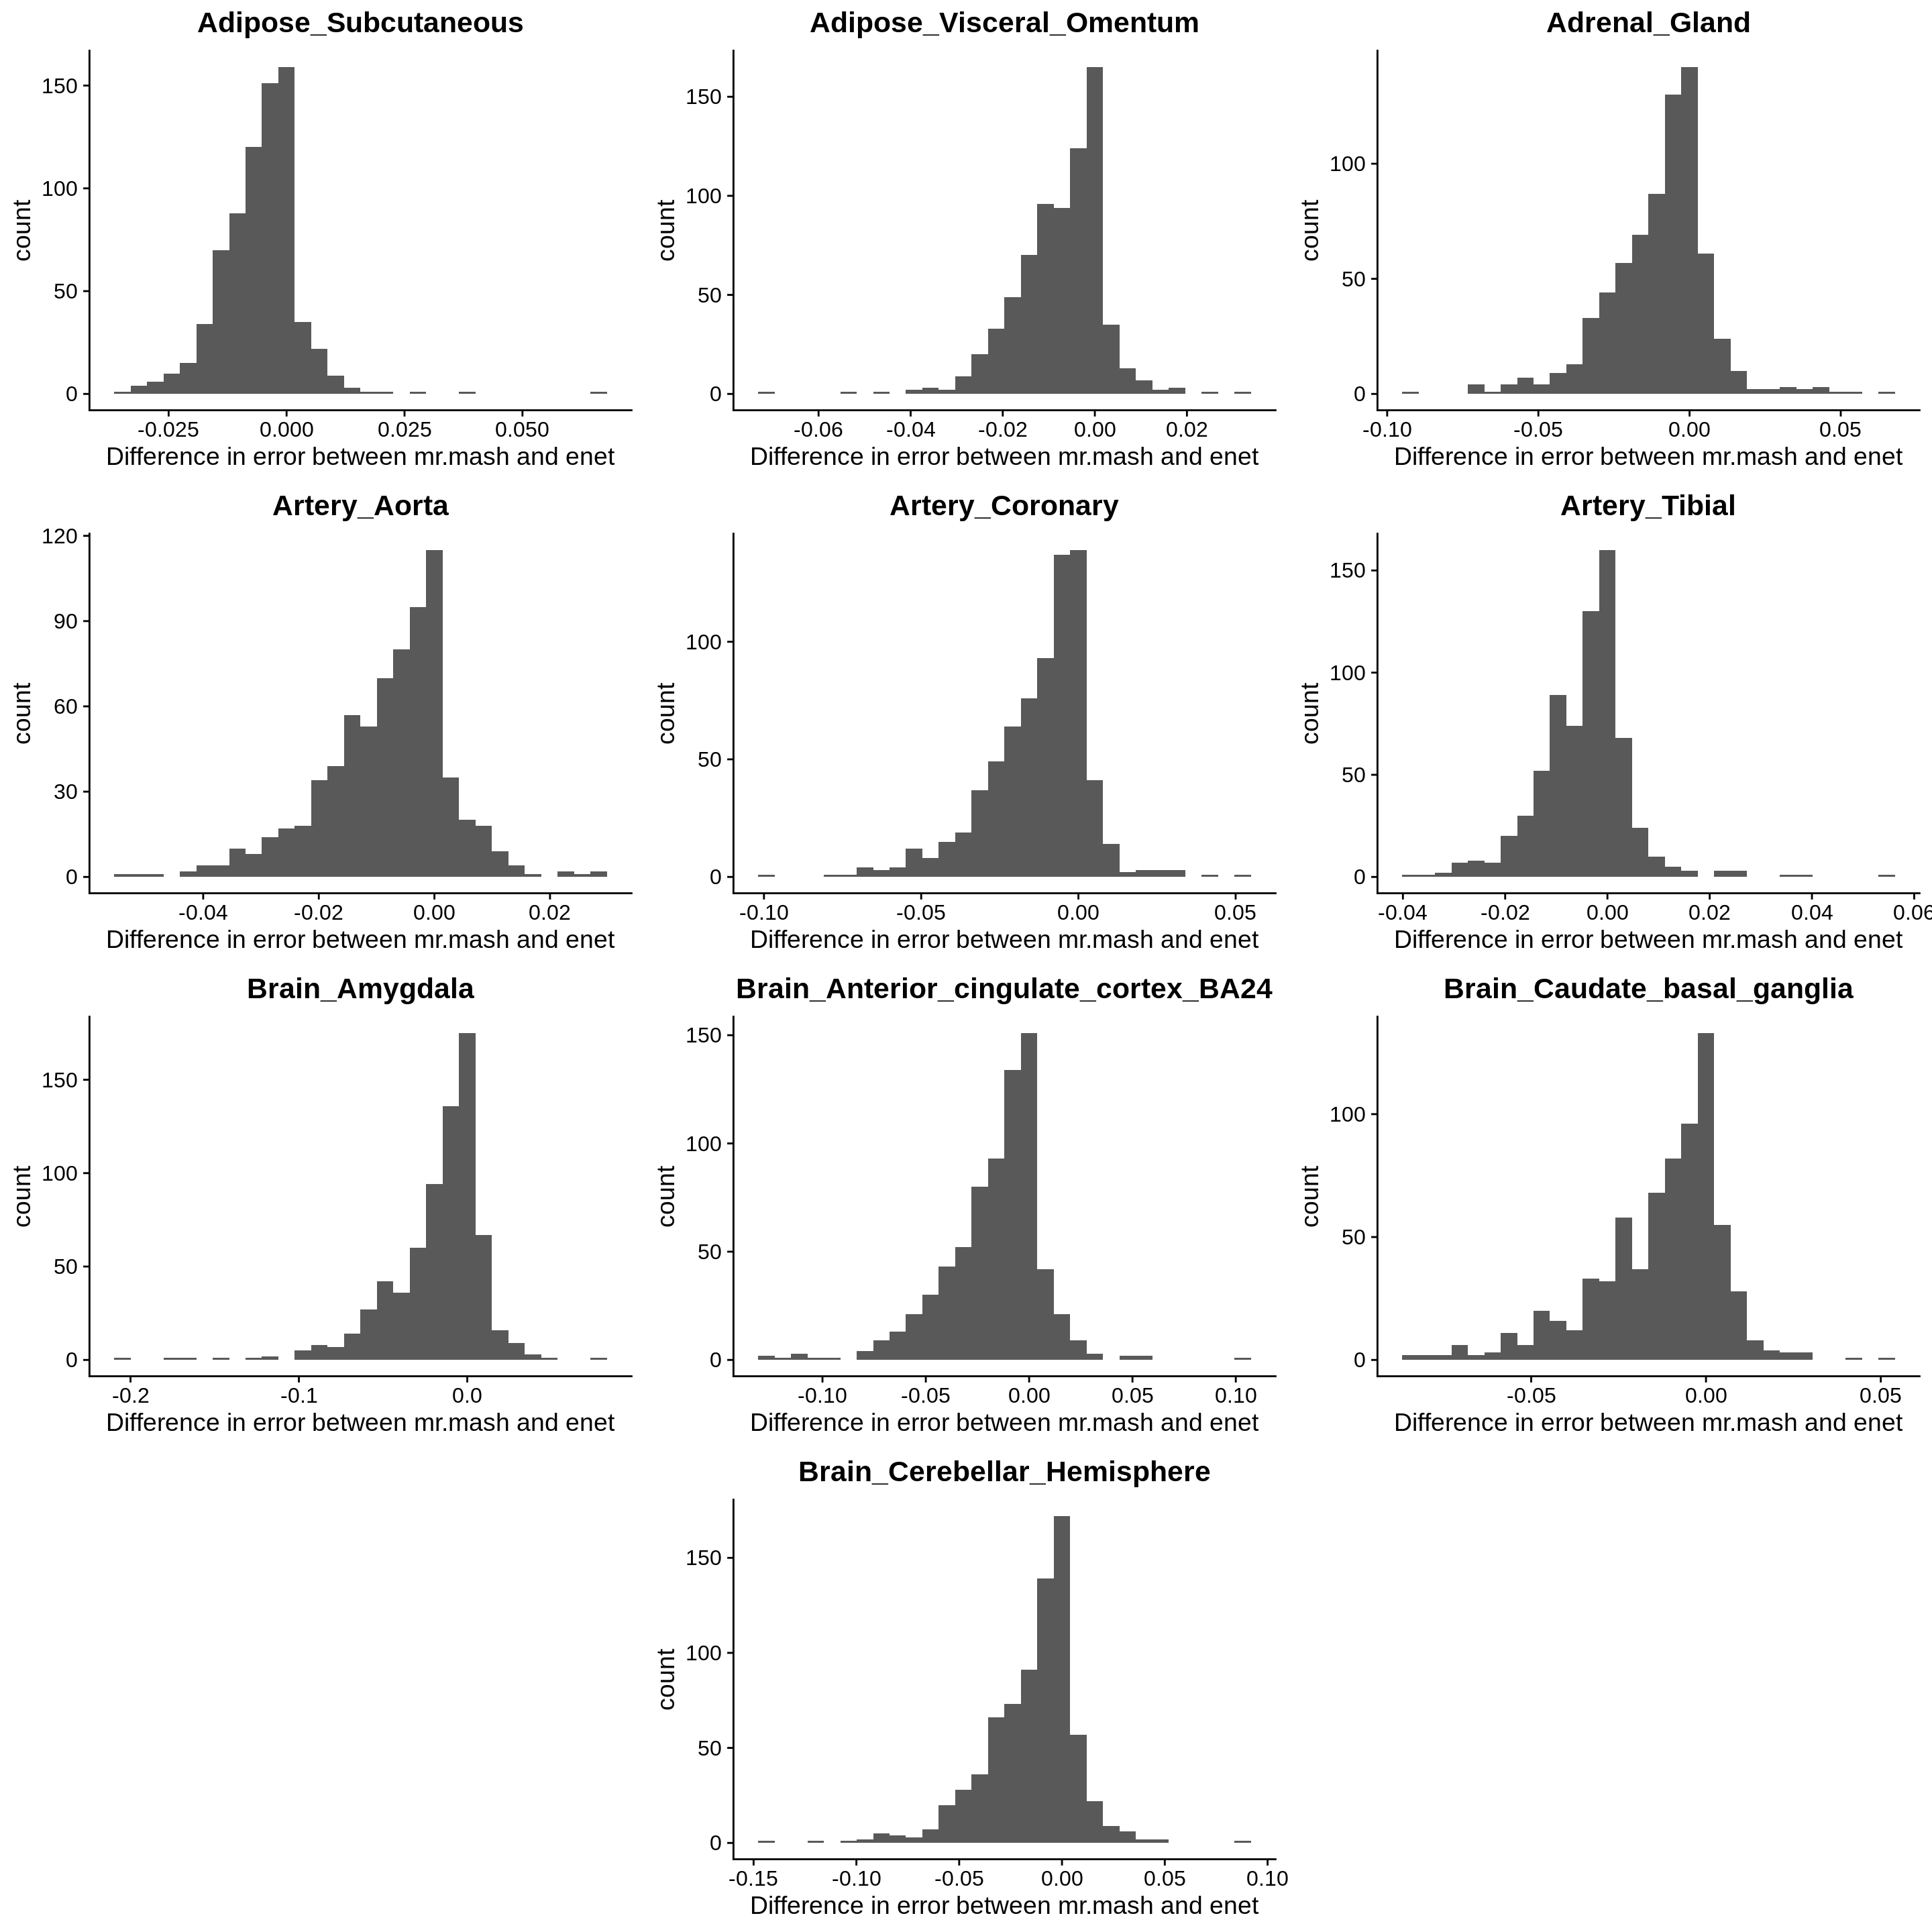 Adipose_Subcutaneous
150
100
50
0
count
-0.025 0.000 0.025 0.050
Difference in error between mr.mash and enet
Adipose_Visceral_Omentum
150
100
50
0
count
-0.06 -0.04 -0.02 0.00 0.02
Difference in error between mr.mash and enet
Adrenal_Gland
100
50
0
count
-0.10 -0.05 0.00 0.05
Difference in error between mr.mash and enet
Artery_Aorta
120
90
60
30
0
count
-0.04 -0.02 0.00 0.02
Difference in error between mr.mash and enet
Artery_Coronary
100
50
0
count
-0.10 -0.05 0.00 0.05
Difference in error between mr.mash and enet
Artery_Tibial
150
100
50
0
count
-0.04 -0.02 0.00 0.02 0.04 0.06
Difference in error between mr.mash and enet
Brain_Amygdala
150
100
50
0
count
-0.2 -0.1 0.0
Difference in error between mr.mash and enet
Brain_Anterior_cingulate_cortex_BA24
150
100
50
0
count
-0.10 -0.05 0.00 0.05 0.10
Difference in error between mr.mash and enet
Brain_Caudate_basal_ganglia
100
50
0
count
-0.05 0.00 0.05
Difference in error between mr.mash and enet
Brain_Cerebellar_Hemisphere
150
100
50
0
count
-0.15 -0.10 -0.05 0.00 0.05 0.10
Difference in error between mr.mash and enet